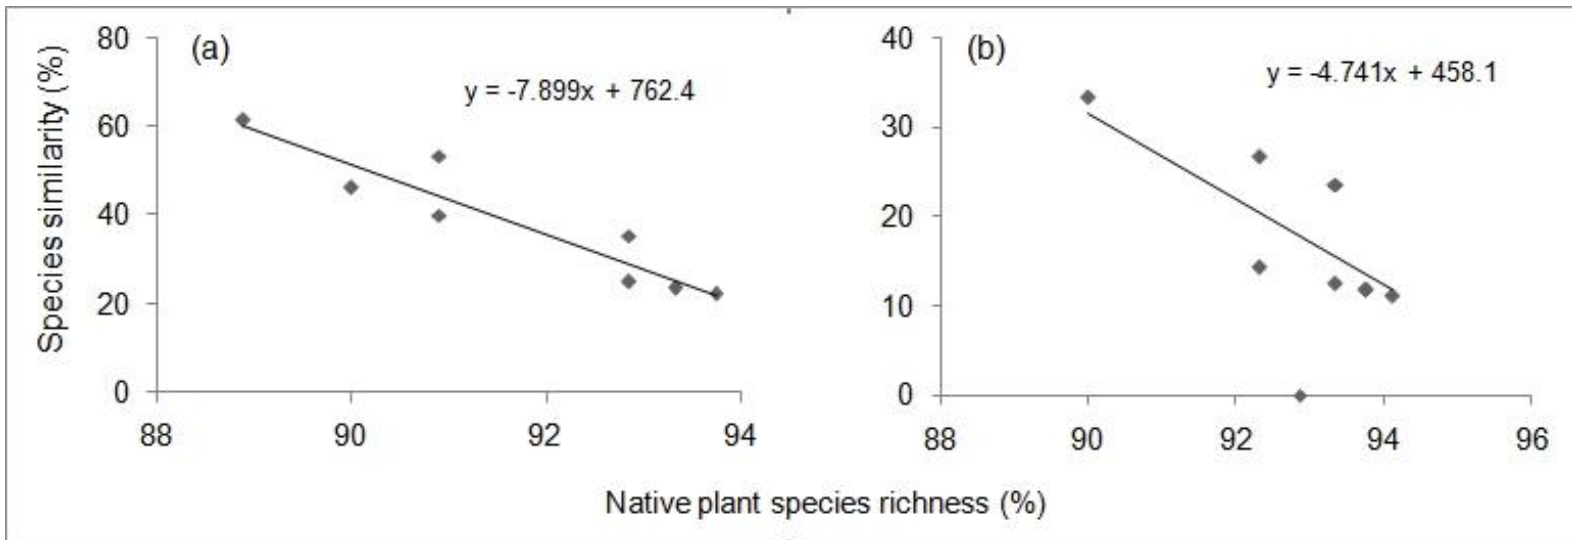 (a)
y = -7.899x + 762.4
Species similarity (%)
80
60
40
20
0
88 90 92 94
(b)
y = -4.741x + 458.1
40
30
20
10
0
88 90 92 94 96
Native plant species richness (%)